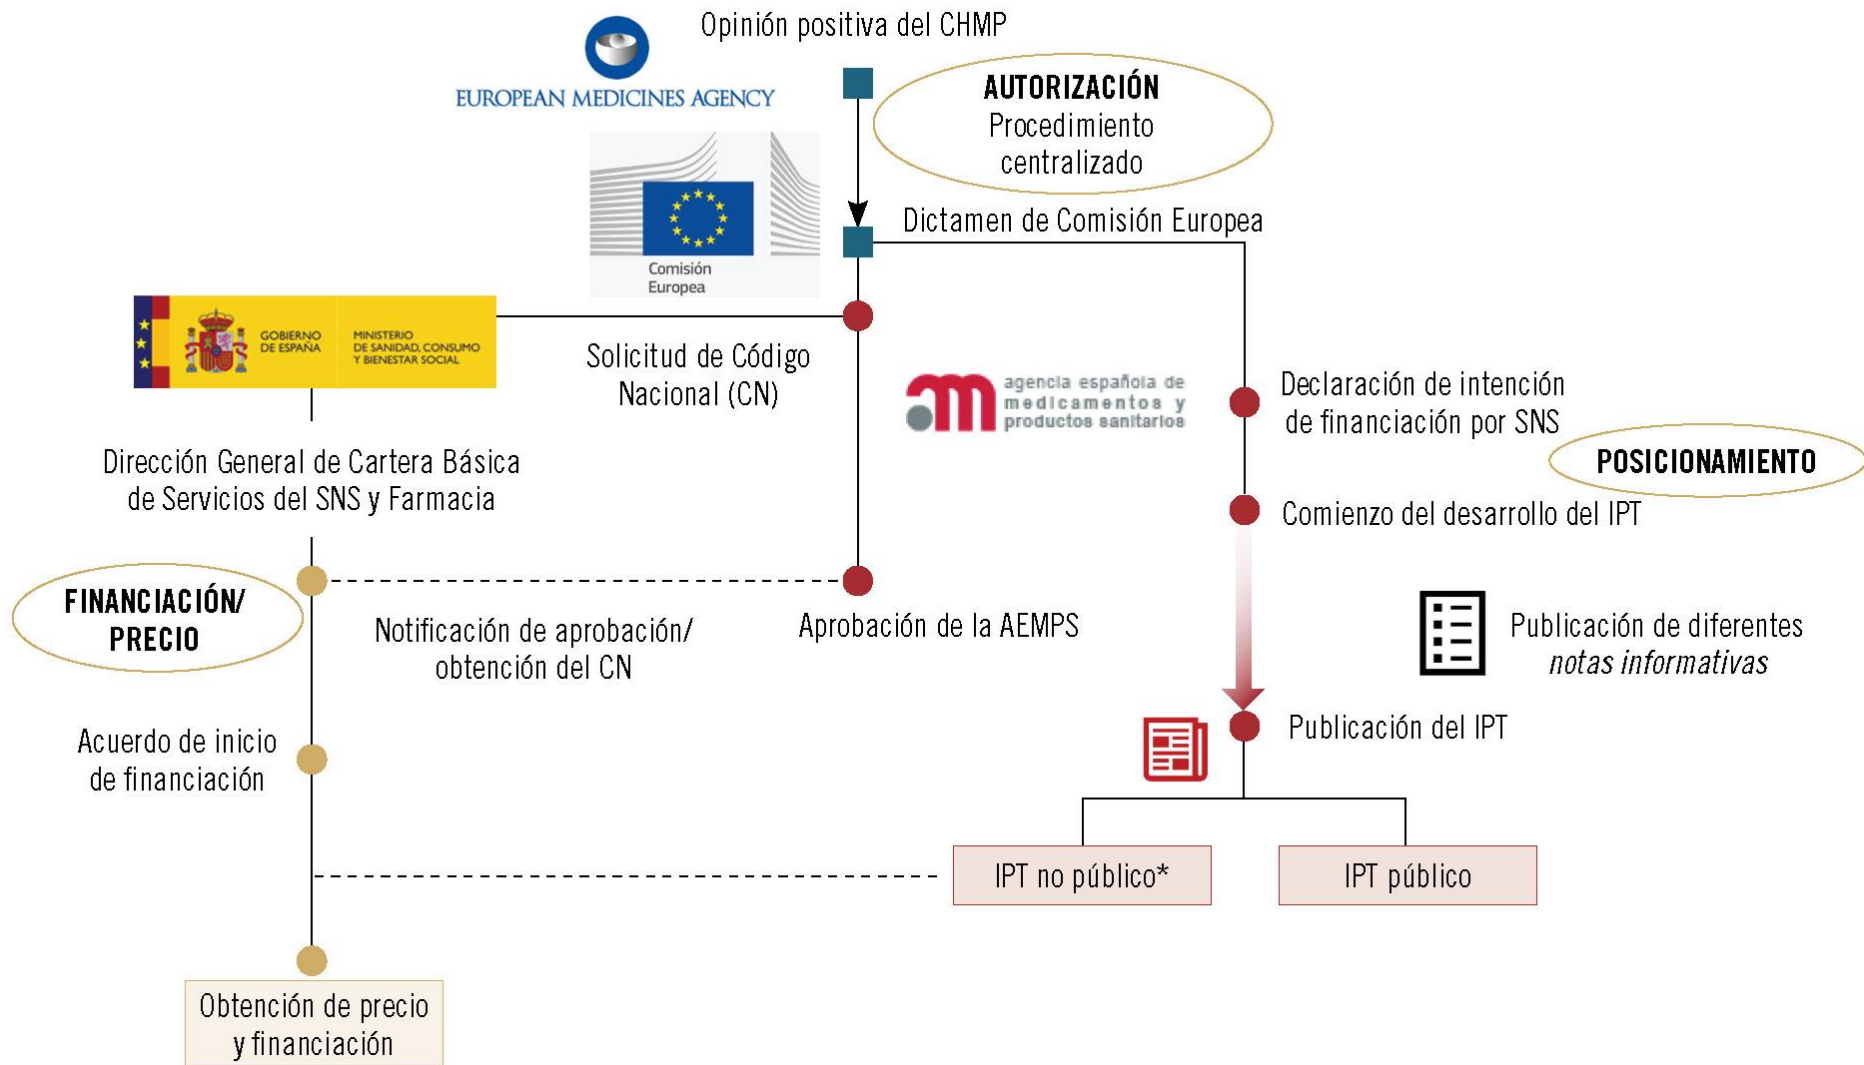 Opinión positiva del CHMP
EUROPEAN MEDICINES AGENCY
AUTORIZACIÓN
Procedimiento
centralizado
Comisión
Europea
Dictamen de Comisión Europea
GOBIERNO
DE ESPAÑA
MINISTERIO
DE SANIDAD, CONSUMO
Y BIENESTAR SOCIAL
Solicitud de Código
Nacional (CN)
agencia española de
medicamentos y
productos sanitarios
Declaración de intención
de financiación por SNS
POSICIONAMIENTO
Dirección General de Cartera Básica
de Servicios del SNS y Farmacia
Comienzo del desarrollo del IPT
FINANCIACIÓN/
PRECIO
Notificación de aprobación/
obtención del CN
Aprobación de la AEMPS
Publicación de diferentes
notas informativas
Acuerdo de inicio
de financiación
Publicación del IPT
IPT no público*
IPT público
Obtención de precio
y financiación